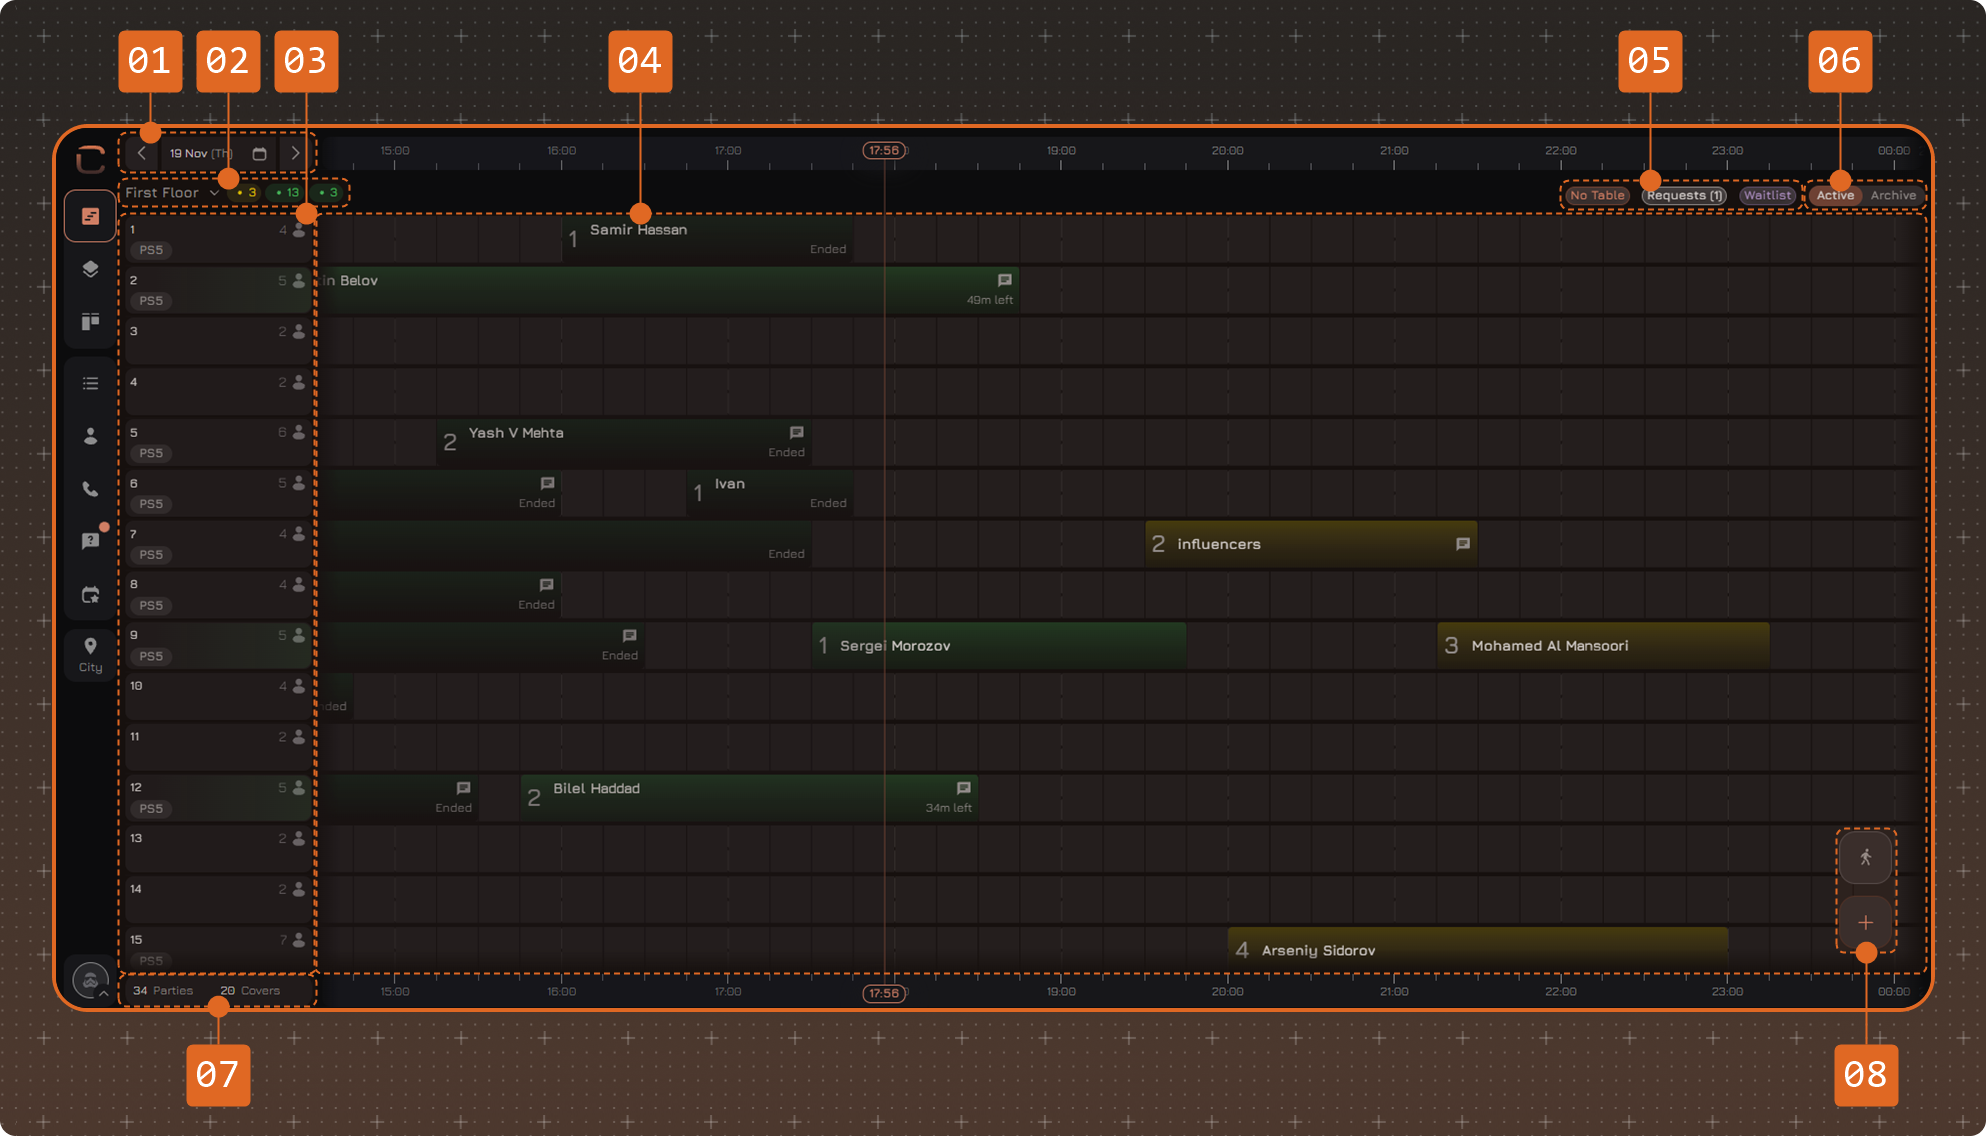 01 02 03 04 05 06
19 Nov (Th)
15:00 16:00 17:00 17:56 19:00 20:00 21:00 22:00 23:00 00:00
First Floor • 3 • 13 • 3
No Table Requests (1) Waitlist Active Archive
1 4
PS5
1 Samir Hassan
Ended
2 5
PS5
in Belov
49m left
3 2
4 2
5 6
PS5
2 Yash V Mehta
Ended
6 5
PS5
Ended
1 Ivan
Ended
7 4
PS5
Ended
2 influencers
8 4
PS5
Ended
9 5
PS5
Ended
1 Sergei Morozov
3 Mohamed Al Mansoori
City
10 4
nded
11 2
12 5
PS5
Ended
2 Bilel Haddad
34m left
13 2
14 2
15 7
PS5
4 Arseniy Sidorov
34 Parties 20 Covers
15:00 16:00 17:00 17:56 19:00 20:00 21:00 22:00 23:00 00:00
07 08